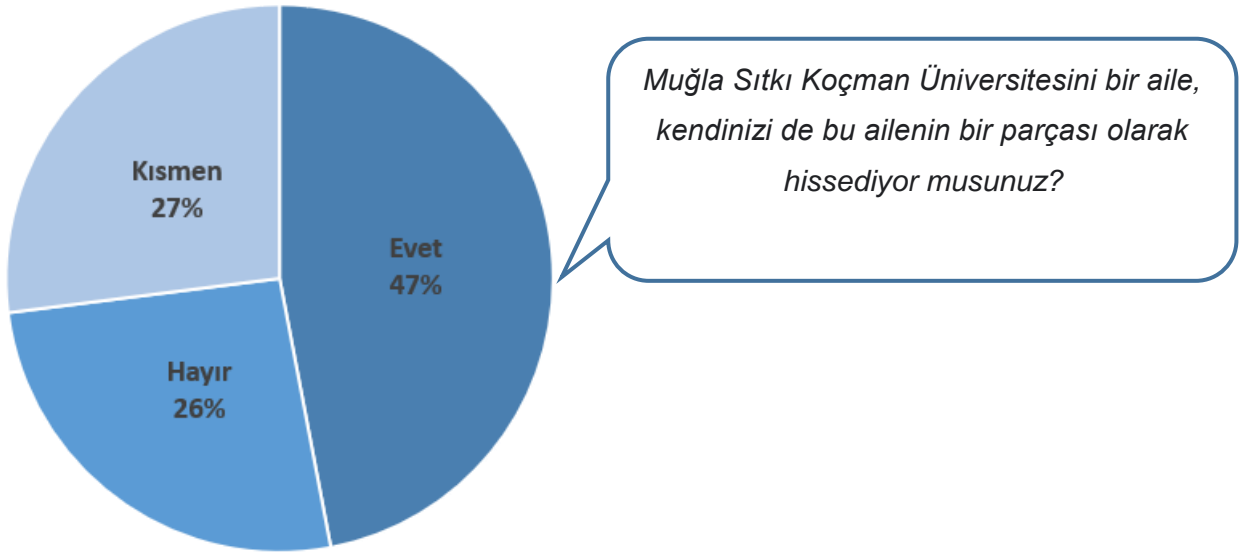 Muğla Sıtkı Koçman Üniversitesini bir aile,
kendinizi de bu ailenin bir parçası olarak
hissediyor musunuz?
Kısmen
27%
Evet
47%
Hayır
26%